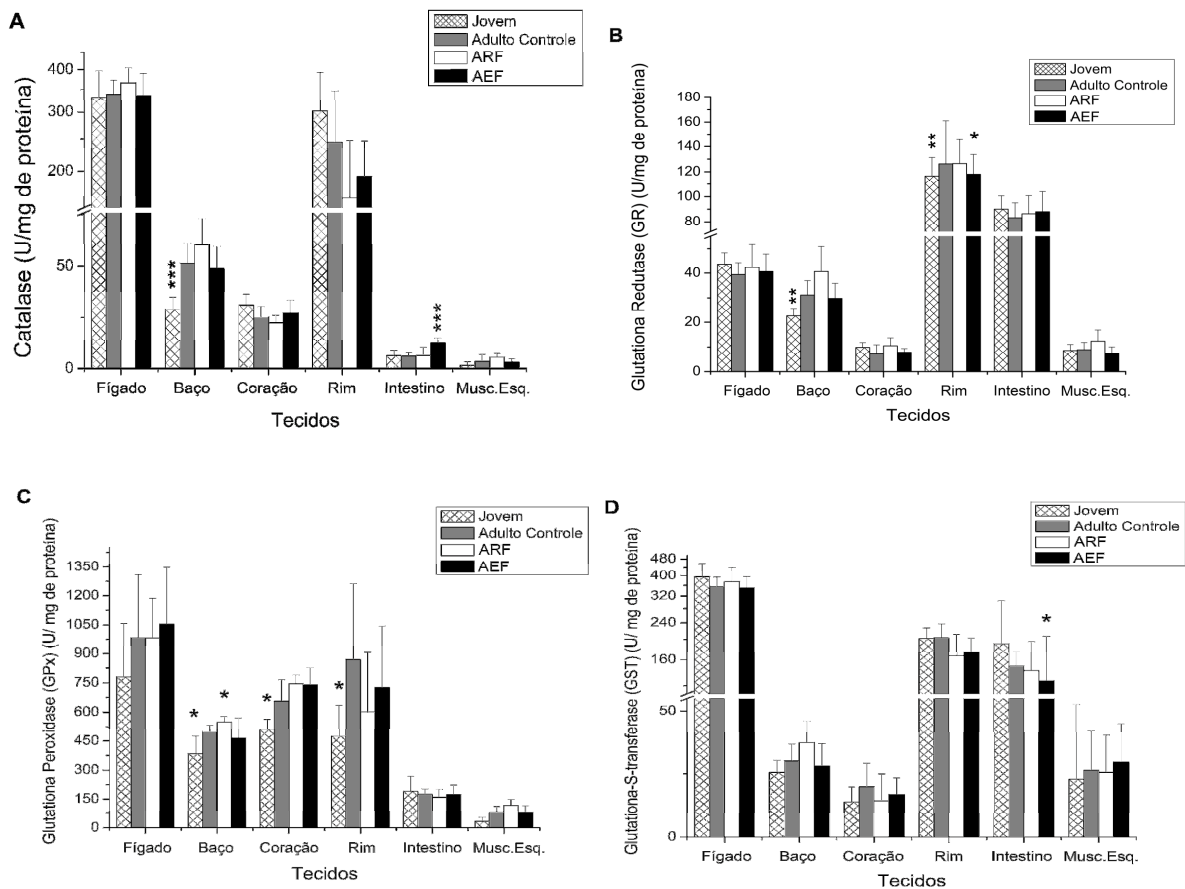 A
Jovem
Adulto Controle
ARF
AEF
Catalase (U/mg de proteína)
400
300
200
50
0
***
***
Fígado Baço Coração Rim Intestino Musc.Esq.
Tecidos
B
Jovem
Adulto Controle
ARF
AEF
Glutationa Redutase (GR) (U/mg de proteína)
180
160
140
120
100
80
40
20
0
**
**
*
Fígado Baço Coração Rim Intestino Musc.Esq.
Tecidos
C
Jovem
Adulto Controle
ARF
AEF
Glutationa Peroxidase (GPx) (U/ mg de proteína)
1350
1200
1050
900
750
600
450
300
150
0
*
*
*
*
Fígado Baço Coração Rim Intestino Musc.Esq.
Tecidos
D
Jovem
Adulto Controle
ARF
AEF
Glutationa-S-transferase (GST) (U/ mg de proteína)
480
400
320
240
160
50
0
*
Fígado Baço Coração Rim Intestino Musc.Esq.
Tecidos